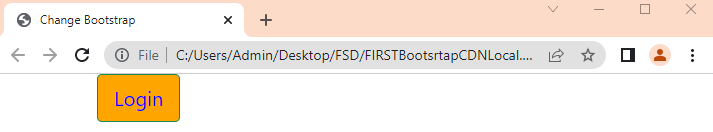 Change Bootstrap
File
C:/Users/Admin/Desktop/FSD/FIRSTBootsrtapCDNLocal....
Login